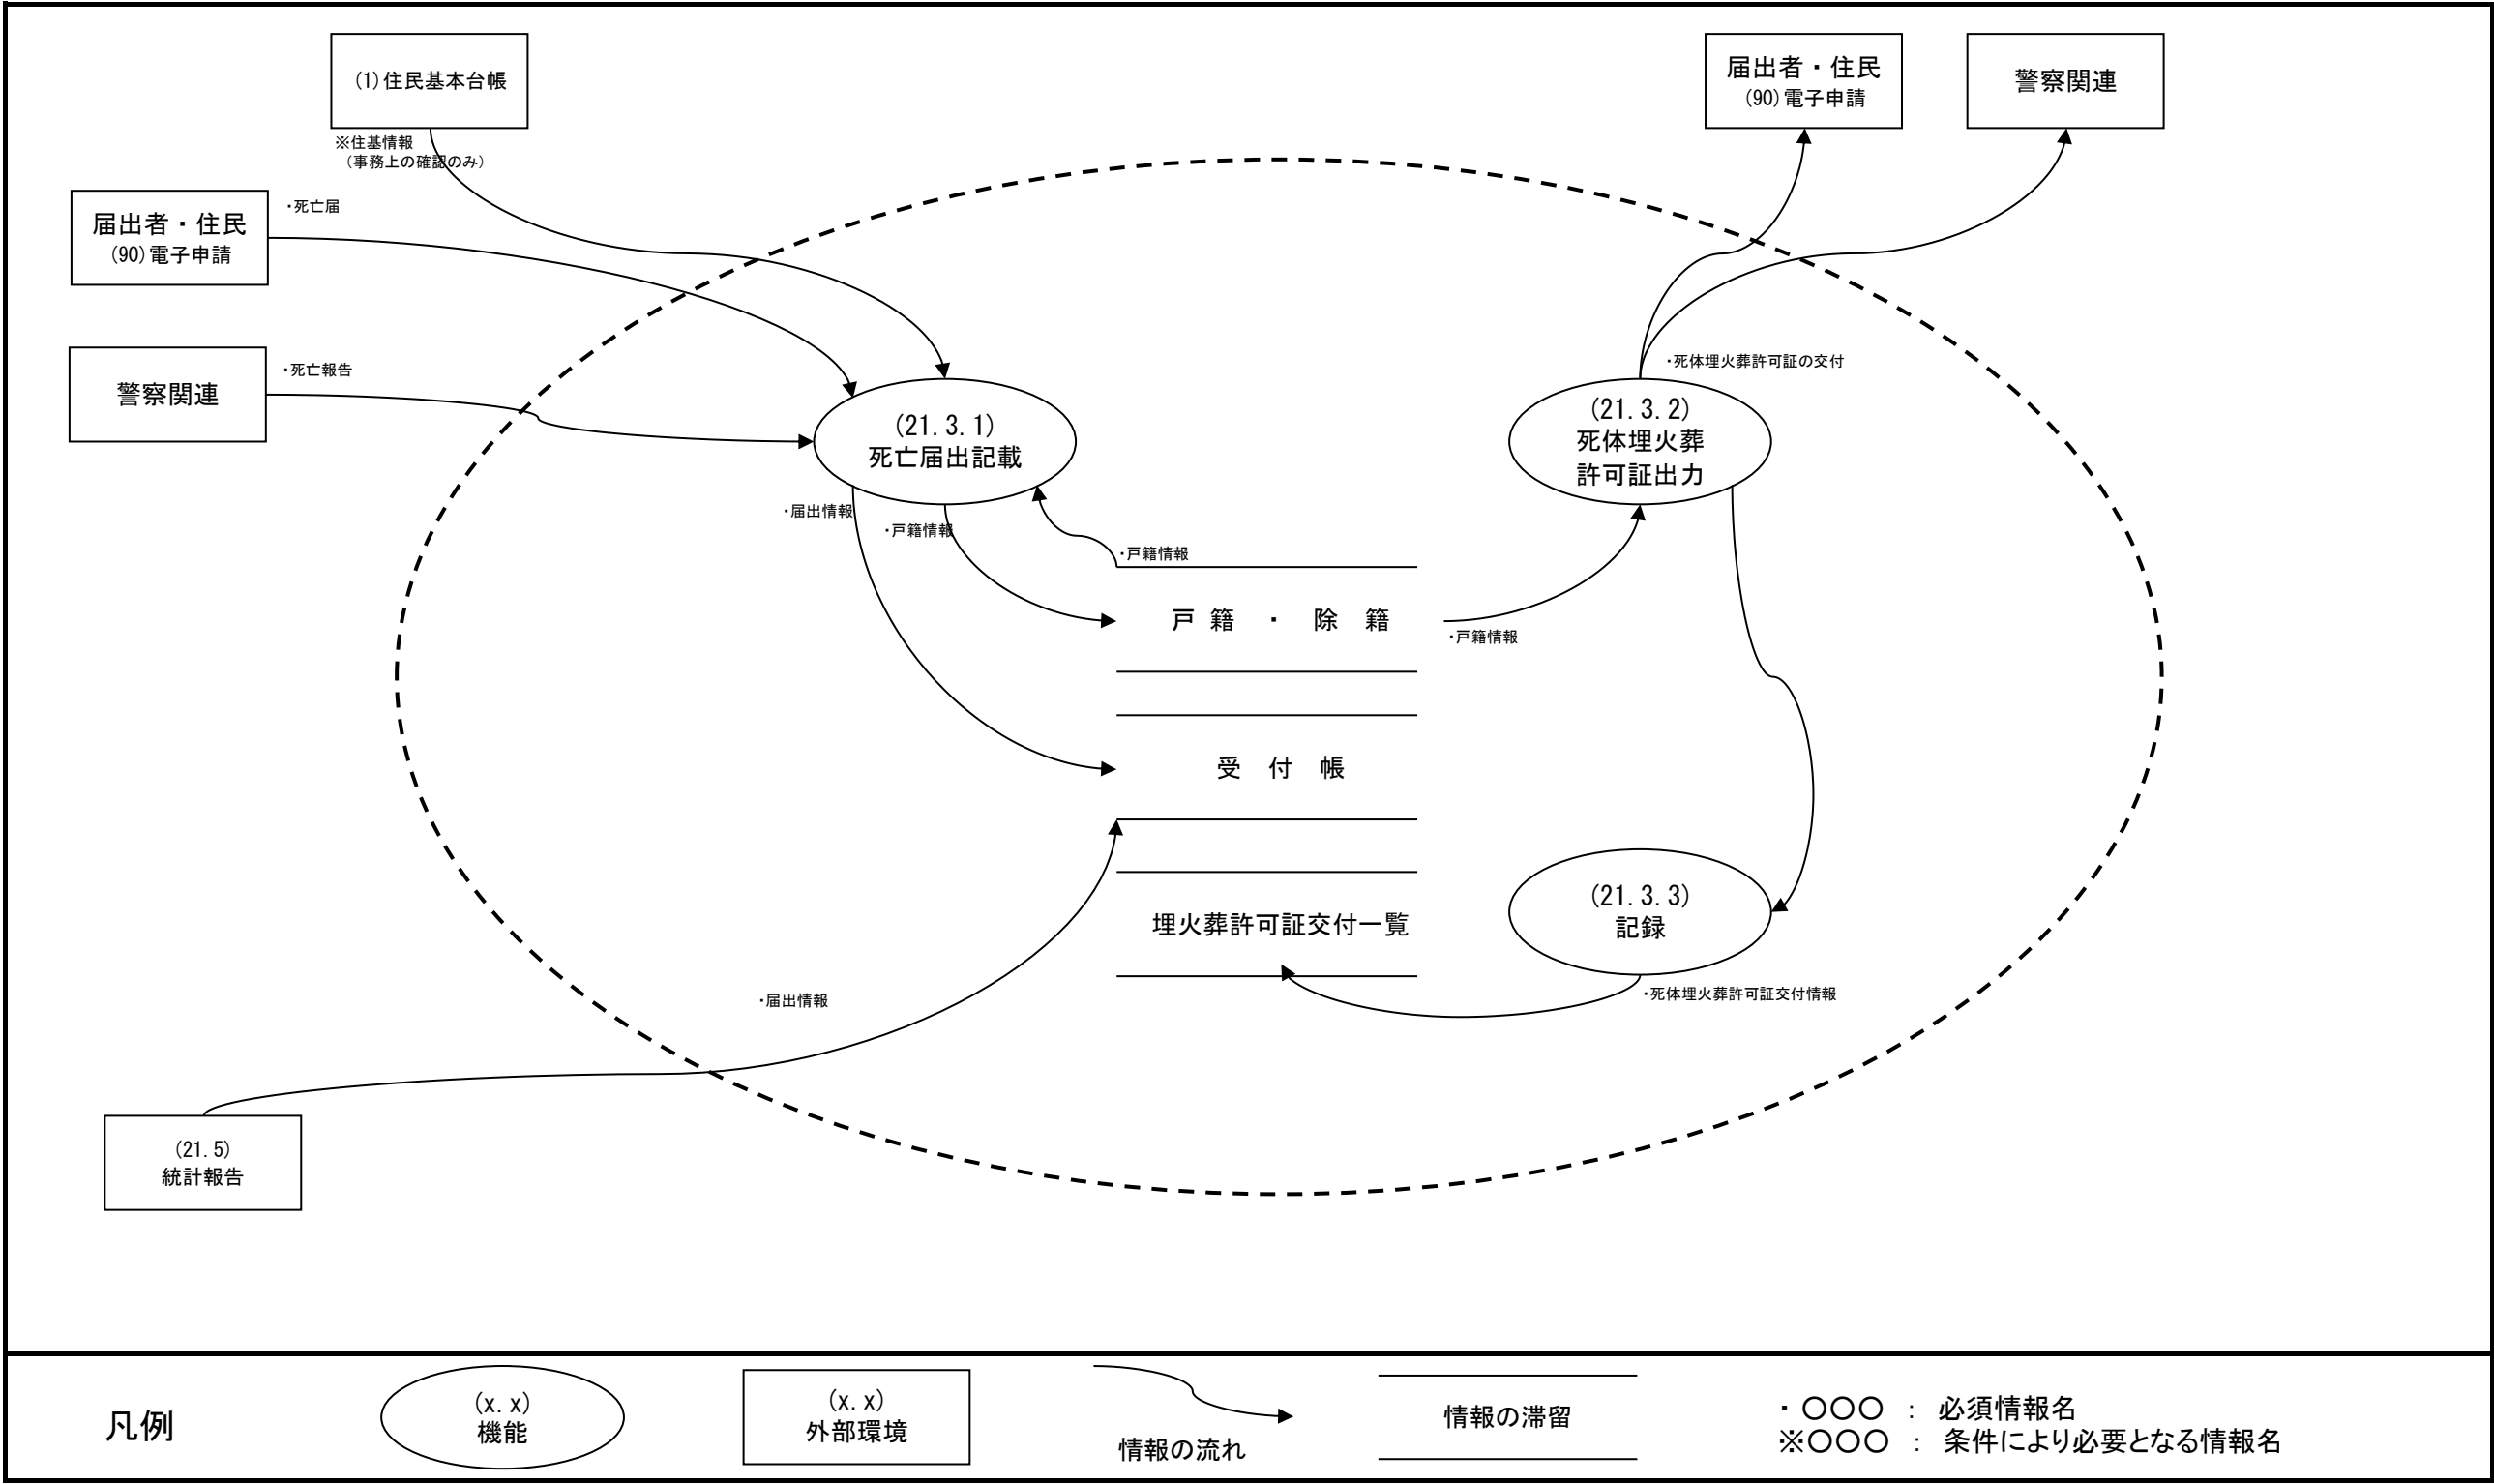 (1)住民基本台帳
※住基情報
（事務上の確認のみ）
届出者・住民
(90)電子申請
・死亡届
警察関連
・死亡報告
届出者・住民
(90)電子申請
警察関連
・死体埋火葬許可証の交付
(21.3.1)
死亡届出記載
(21.3.2)
死体埋火葬
許可証出力
・届出情報
・戸籍情報
・戸籍情報
戸 籍 ・ 除 籍
・戸籍情報
受 付 帳
埋火葬許可証交付一覧
(21.3.3)
記録
・届出情報
・死体埋火葬許可証交付情報
(21.5)
統計報告
凡例
(x.x)
機能
(x.x)
外部環境
情報の流れ
情報の滞留
・〇〇〇 : 必須情報名
※〇〇〇 : 条件により必要となる情報名